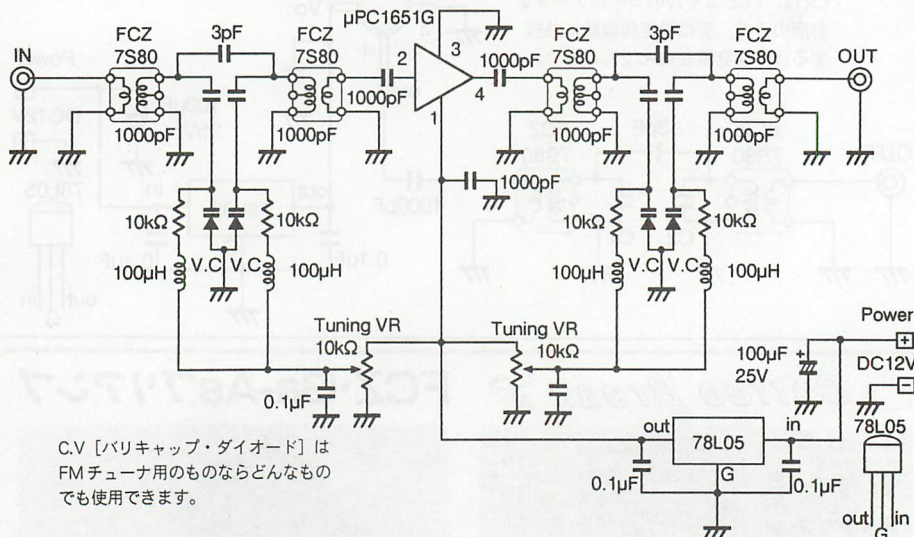 μPC1651G
FCZ
7S80
3pF
FCZ
7S80
FCZ
7S80
3pF
FCZ
7S80
IN
OUT
2
3
4
1
1000pF
1000pF
1000pF
1000pF
1000pF
1000pF
1000pF
10kΩ
10kΩ
10kΩ
10kΩ
V.C
V.C
V.C
V.C
100μH
100μH
100μH
100μH
Tuning VR
10kΩ
Tuning VR
10kΩ
0.1μF
Power
100μF
25V
+
+
DC12V
−
78L05
out
78L05
in
G
0.1μF
0.1μF
out
in
G
C.V [バリキャップ・ダイオード] は
FMチューナ用のものならどんなもの
でも使用できます。